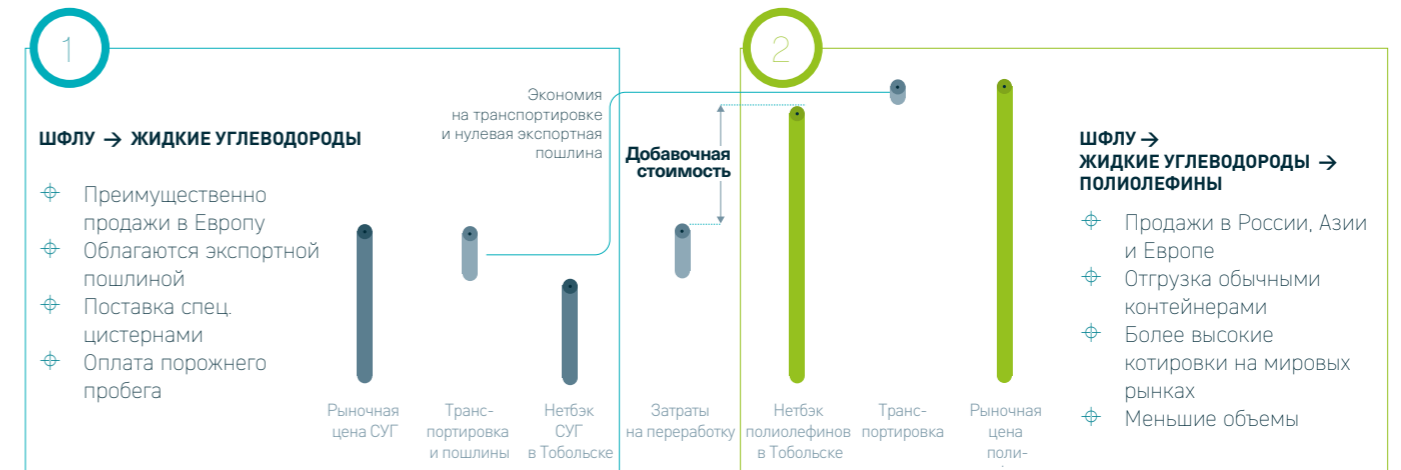 1
ШФЛУ → ЖИДКИЕ УГЛЕВОДОРОДЫ
Преимущественно
продажи в Европу
Облагаются экспортной
пошлиной
Поставка спец.
цистернами
Оплата порожнего
пробега
Экономия
на транспортировке
и нулевая экспортная
пошлина
Добавочная
стоимость
Рыночная
цена СУГ
Транс-
портировка
и пошлины
Нетбэк
СУГ
в Тобольске
Затраты
на переработку
2
Нетбэк
полиолефинов
в Тобольске
Транс-
портировка
Рыночная
цена
поли-
ШФЛУ →
ЖИДКИЕ УГЛЕВОДОРОДЫ →
ПОЛИОЛЕФИНЫ
Продажи в России, Азии
и Европе
Отгрузка обычными
контейнерами
Более высокие
котировки на мировых
рынках
Меньшие объемы